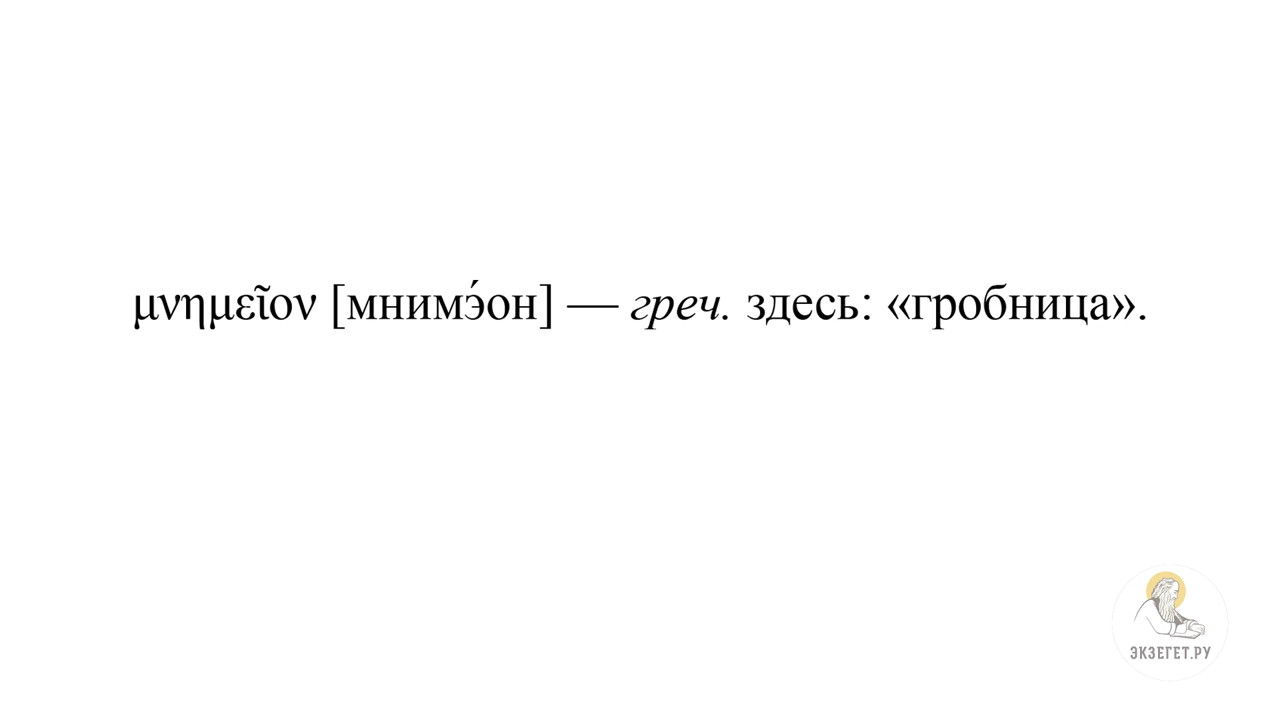 μνημεῖον [мнимэ́он] — греч. здесь: «гробница».
ЭКЗЕГЕТ.РУ